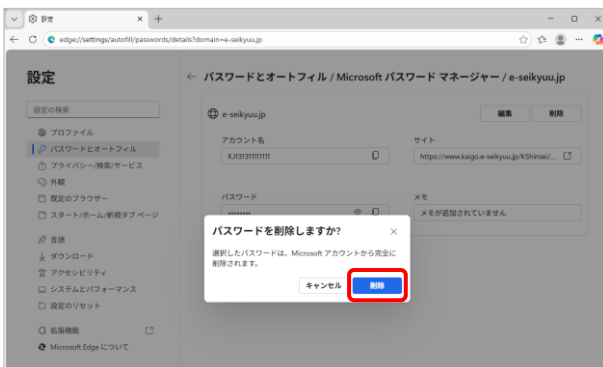 設定
edge://settings/autofill/passwords/details?domain=e-seikyuu.jp
設定
パスワードとオートフィル / Microsoft パスワード マネージャー / e-seikyuu.jp
設定の検索
プロファイル
パスワードとオートフィル
プライバシー/検索/サービス
外観
既定のブラウザー
スタート/ホーム/新規タブ ページ
言語
ダウンロード
アクセシビリティ
システムとパフォーマンス
設定のリセット
拡張機能
Microsoft Edge について
e-seikyuu.jp
編集 削除
アカウント名
サイト
https://www.kaigo.e-seikyuu.jp/KShinsei/...
パスワード
メモ
••••••••
メモが追加されていません
パスワードを削除しますか?
選択したパスワードは、Microsoft アカウントから完全に
削除されます。
キャンセル 削除